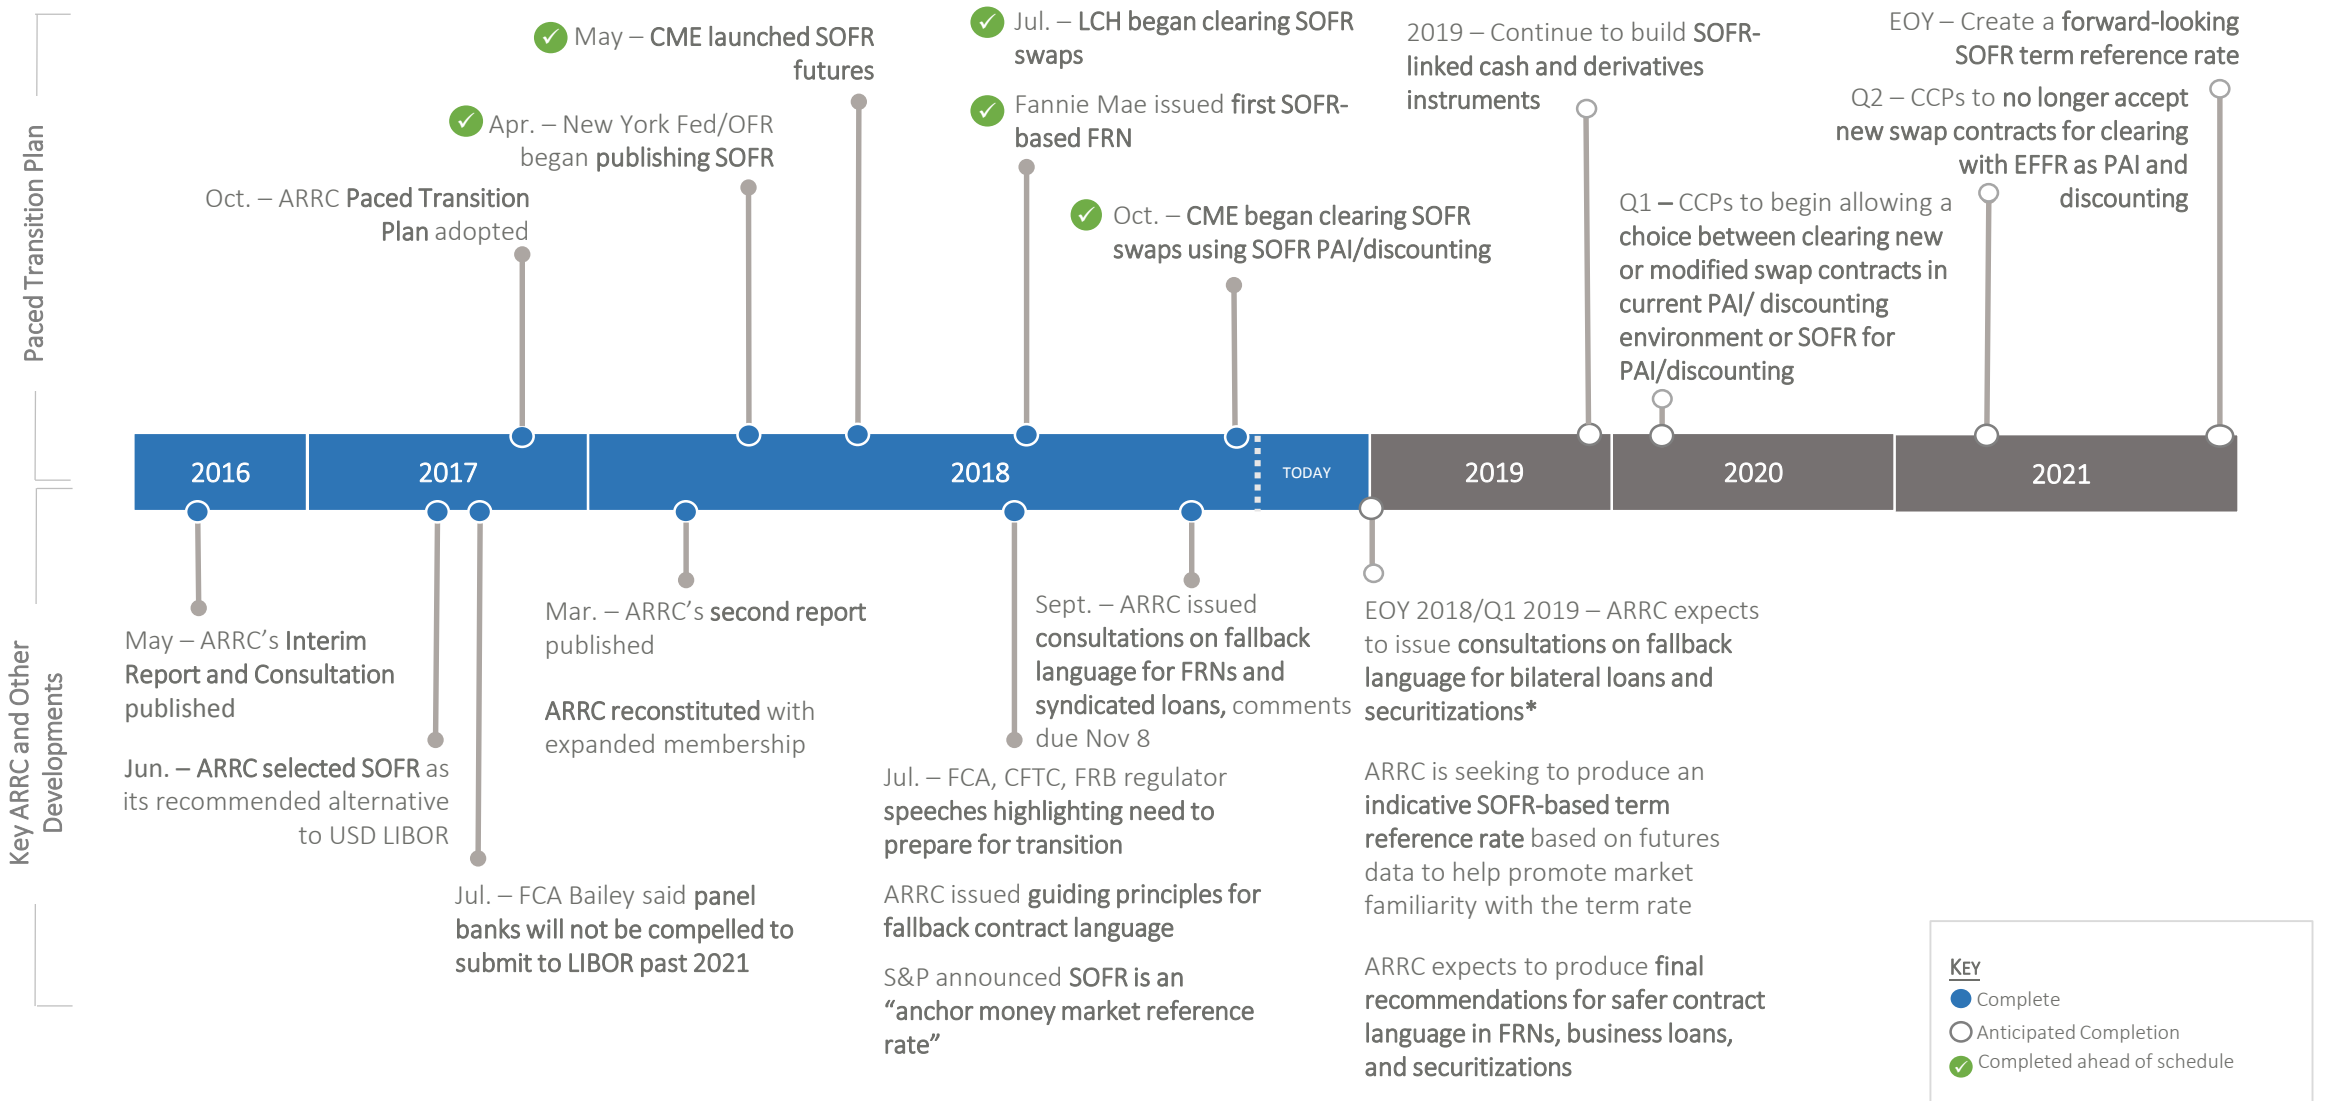 Paced Transition Plan
Oct. – ARRC Paced Transition
Plan adopted
Apr. – New York Fed/OFR
began publishing SOFR
May – CME launched SOFR
futures
Jul. – LCH began clearing SOFR
swaps
Fannie Mae issued first SOFR-
based FRN
Oct. – CME began clearing SOFR
swaps using SOFR PAI/discounting
2019 – Continue to build SOFR-
linked cash and derivatives
instruments
Q1 – CCPs to begin allowing a
choice between clearing new
or modified swap contracts in
current PAI/ discounting
environment or SOFR for
PAI/discounting
Q2 – CCPs to no longer accept
new swap contracts for clearing
with EFFR as PAI and
discounting
EOY – Create a forward-looking
SOFR term reference rate
2016
2017
2018
TODAY
2019
2020
2021
Key ARRC and Other
Developments
May – ARRC's Interim
Report and Consultation
published
Jun. – ARRC selected SOFR as
its recommended alternative
to USD LIBOR
Jul. – FCA Bailey said panel
banks will not be compelled to
submit to LIBOR past 2021
Mar. – ARRC's second report
published
ARRC reconstituted with
expanded membership
Jul. – FCA, CFTC, FRB regulator
speeches highlighting need to
prepare for transition
ARRC issued guiding principles for
fallback contract language
S&P announced SOFR is an
“anchor money market reference
rate”
Sept. – ARRC issued
consultations on fallback
language for FRNs and
syndicated loans, comments
due Nov 8
EOY 2018/Q1 2019 – ARRC expects
to issue consultations on fallback
language for bilateral loans and
securitizations*
ARRC is seeking to produce an
indicative SOFR-based term
reference rate based on futures
data to help promote market
familiarity with the term rate
ARRC expects to produce final
recommendations for safer contract
language in FRNs, business loans,
and securitizations
KEY
Complete
Anticipated Completion
Completed ahead of schedule